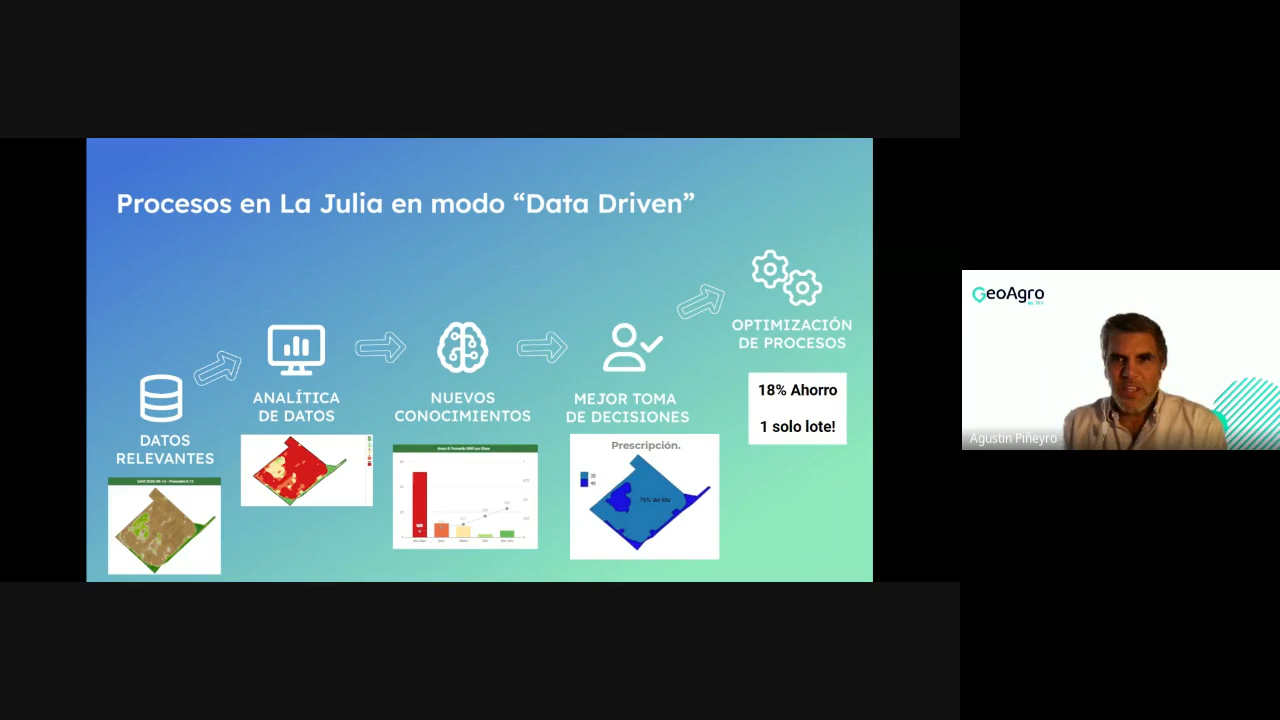 Procesos en La Julia en modo “Data Driven”
OPTIMIZACIÓN
DE PROCESOS
18% Ahorro
1 solo lote!
ANALÍTICA
DE DATOS
NUEVOS
CONOCIMIENTOS
MEJOR TOMA
DE DECISIONES
DATOS
RELEVANTES
Prescripción.
GeoAgro
Agustin Piñeyro